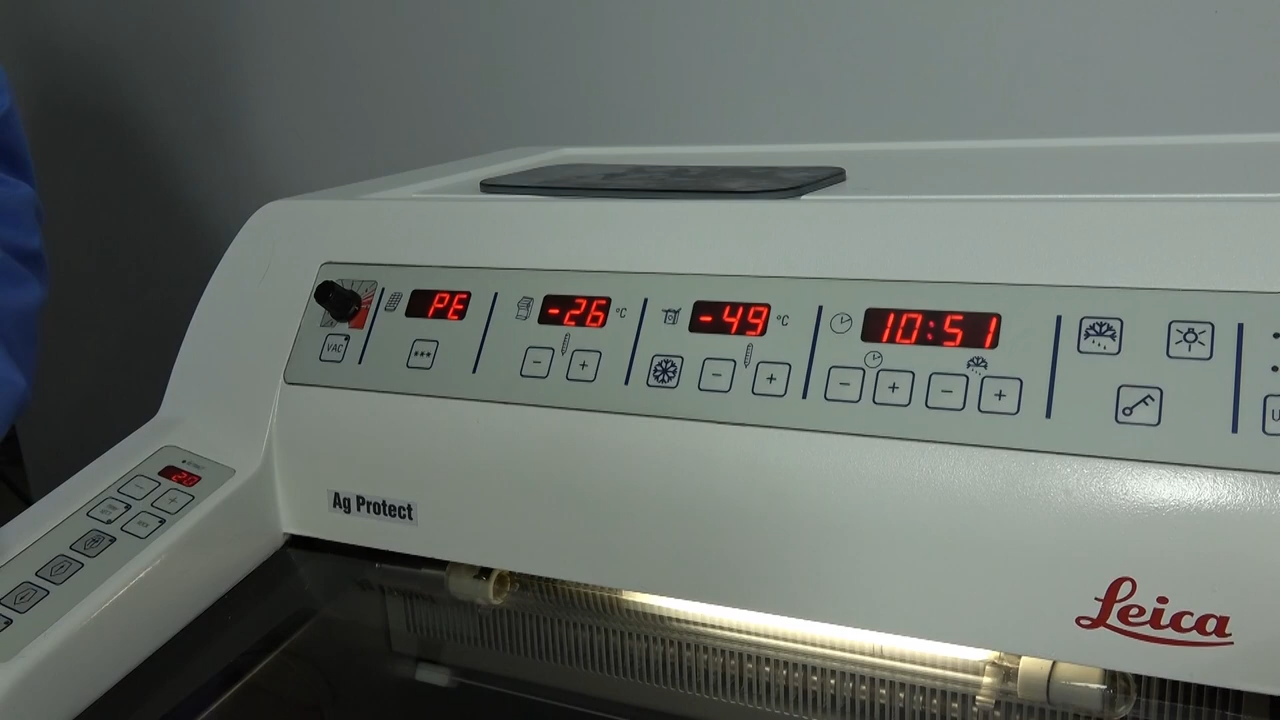 PE
-26 °C
-49 °C
10:51
VAC
***
- +
- +
- + - +
20
- +
Ag Protect
Leica